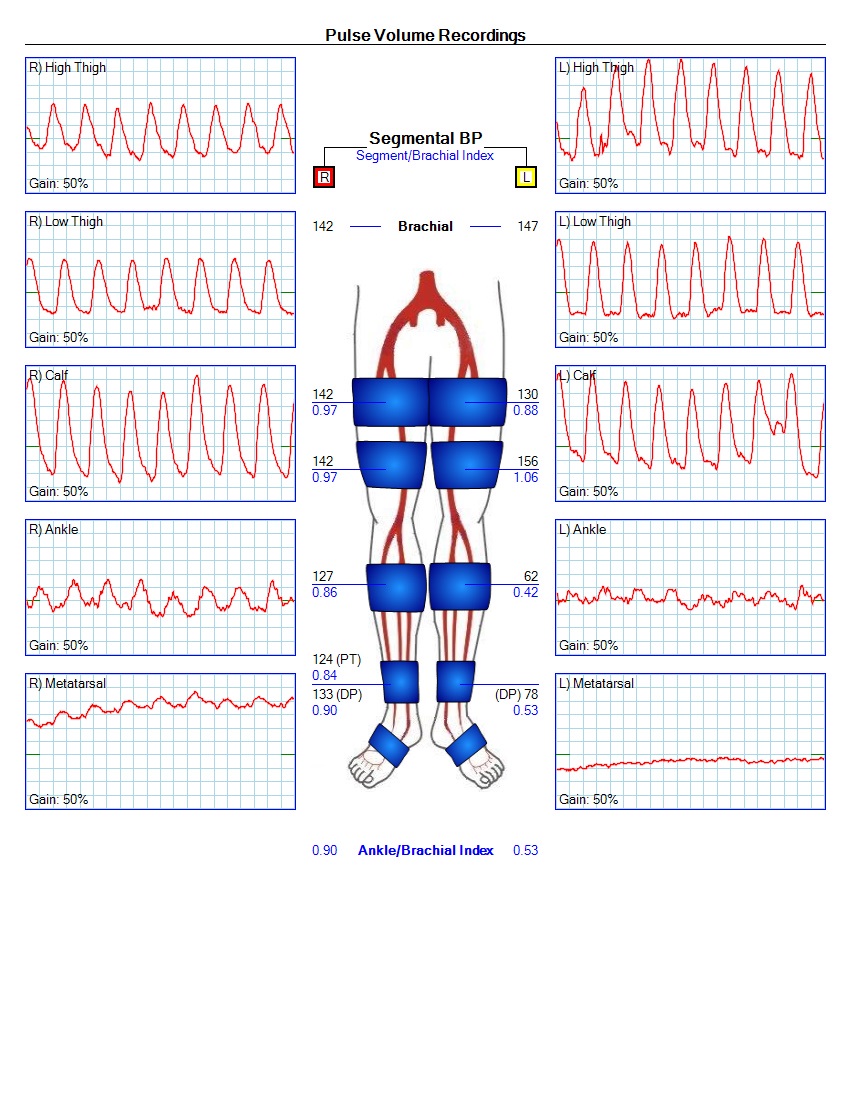 Pulse Volume Recordings
R) High Thigh
Gain: 50%
R) Low Thigh
Gain: 50%
R) Calf
Gain: 50%
R) Ankle
Gain: 50%
R) Metatarsal
Gain: 50%
Segmental BP
Segment/Brachial Index
R L
142 Brachial 147
142 130
0.97 0.88
142 156
0.97 1.06
127 62
0.86 0.42
124 (PT)
0.84
133 (DP) (DP) 78
0.90 0.53
0.90 Ankle/Brachial Index 0.53
L) High Thigh
Gain: 50%
L) Low Thigh
Gain: 50%
L) Calf
Gain: 50%
L) Ankle
Gain: 50%
L) Metatarsal
Gain: 50%